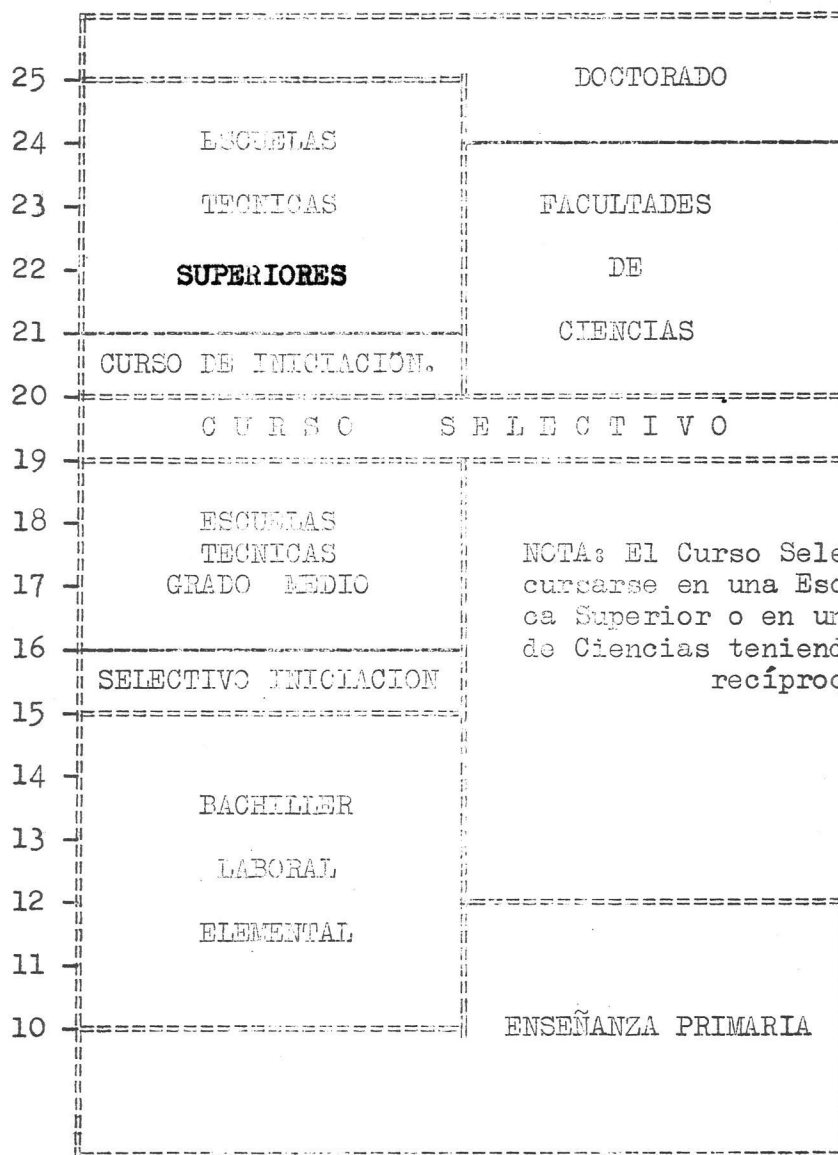 25
DOCTORADO
24
ESCUELAS
23
TECNICAS
FACULTADES
22
SUPERIORES
DE
21
CIENCIAS
CURSO DE INICIACIÓN.
20
CURSO SELECTIVO
19
18
ESCUELAS
TECNICAS
17
GRADO MEDIO
NOTA: El Curso Sele
cursarse en una Esc
ca Superior o en un
de Ciencias teniend
recíproc
16
SELECTIVO INICIACION
15
14
BACHILLER
13
LABORAL
12
ELEMENTAL
11
10
ENSEÑANZA PRIMARIA